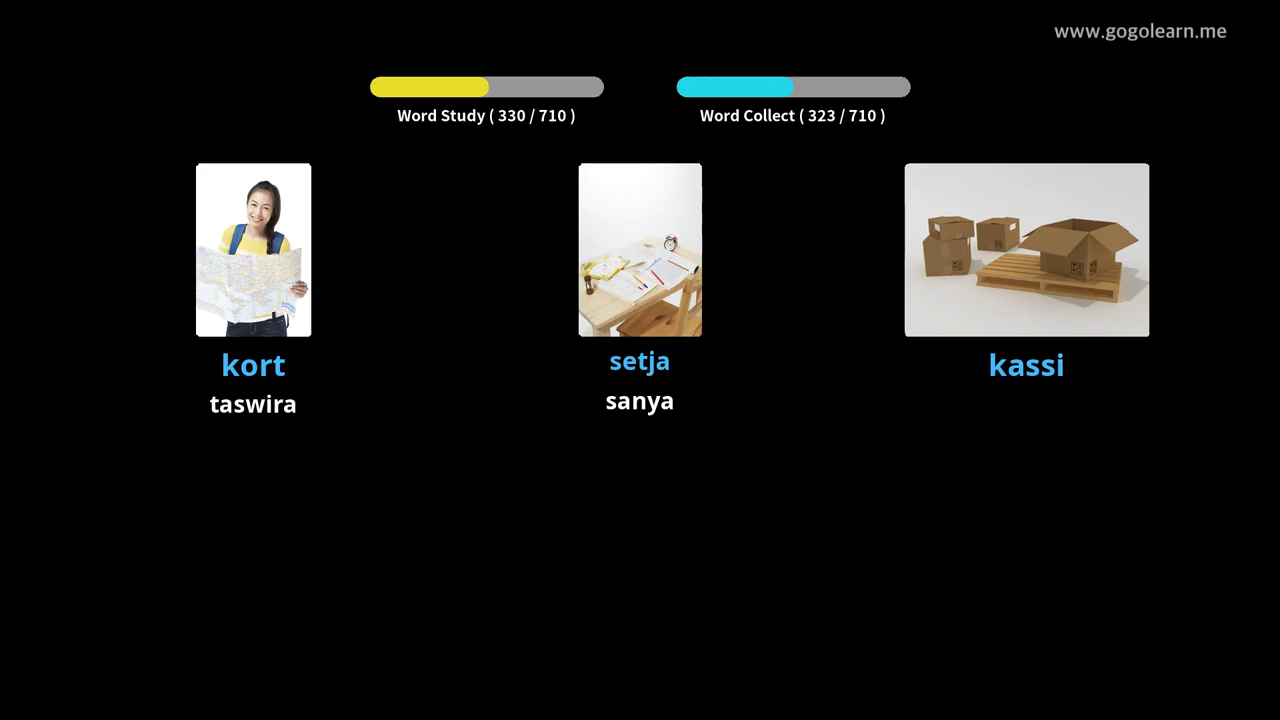 www.gogolearn.me
Word Study ( 330 / 710 )
Word Collect ( 323 / 710 )
kort
taswira
setja
sanya
kassi